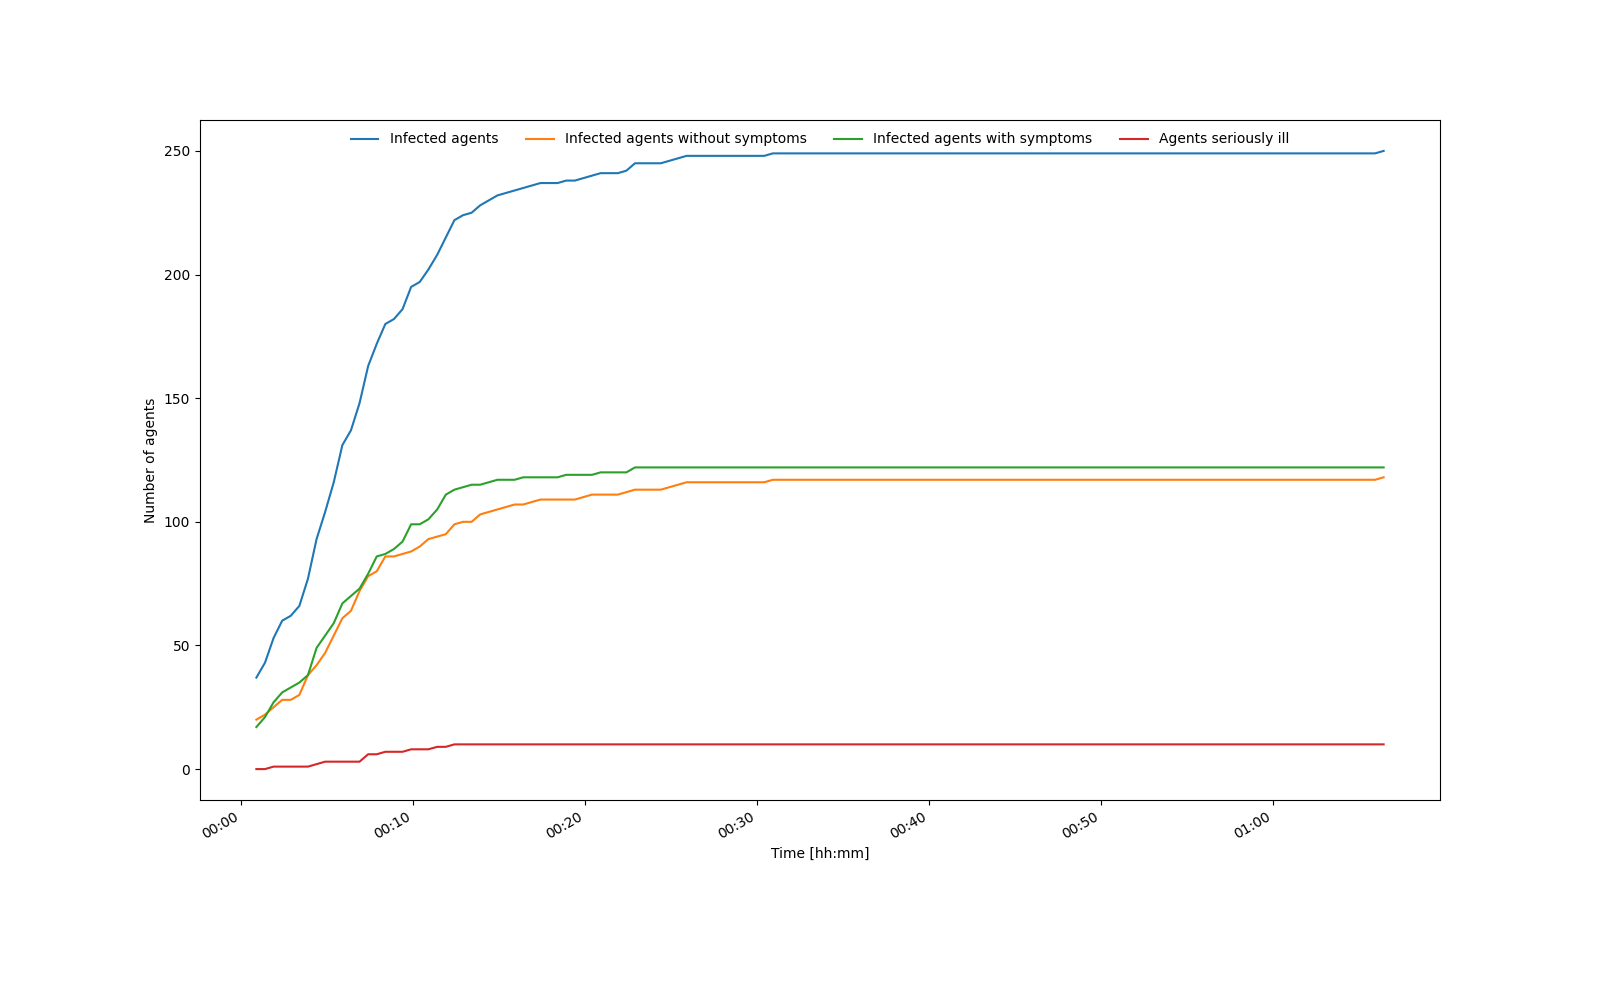 Infected agents
Infected agents without symptoms
Infected agents with symptoms
Agents seriously ill
250
200
150
100
50
0
Number of agents
00:00
00:10
00:20
00:30
00:40
00:50
01:00
Time [hh:mm]